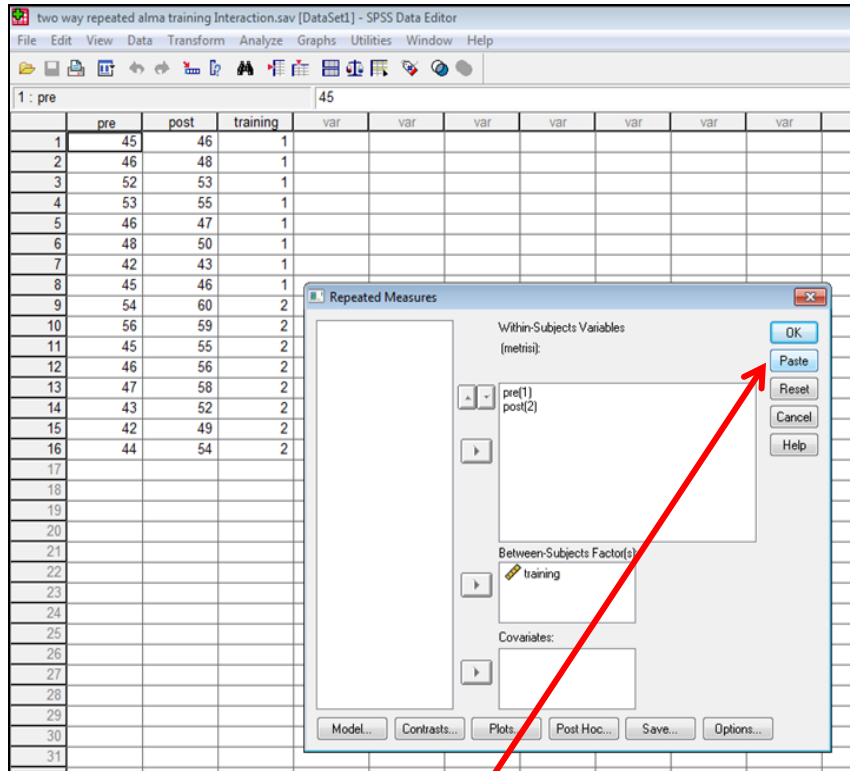 two way repeated alma training Interaction.sav [DataSet1] - SPSS Data Editor
File Edit View Data Transform Analyze Graphs Utilities Window Help
1 : pre 45
pre post training var var var var var var var
1 45 46 1
2 46 48 1
3 52 53 1
4 53 55 1
5 46 47 1
6 48 50 1
7 42 43 1
8 45 46 1
9 54 60 2
10 56 59 2
11 45 55 2
12 46 56 2
13 47 58 2
14 43 52 2
15 42 49 2
16 44 54 2
17
18
19
20
21
22
23
24
25
26
27
28
29
30
31
Repeated Measures
Within-Subjects Variables
(metrisi):
pre(1)
post(2)
OK
Paste
Reset
Cancel
Help
Between-Subjects Factor(s):
training
Covariates:
Model... Contrasts... Plots... Post Hoc... Save... Options...